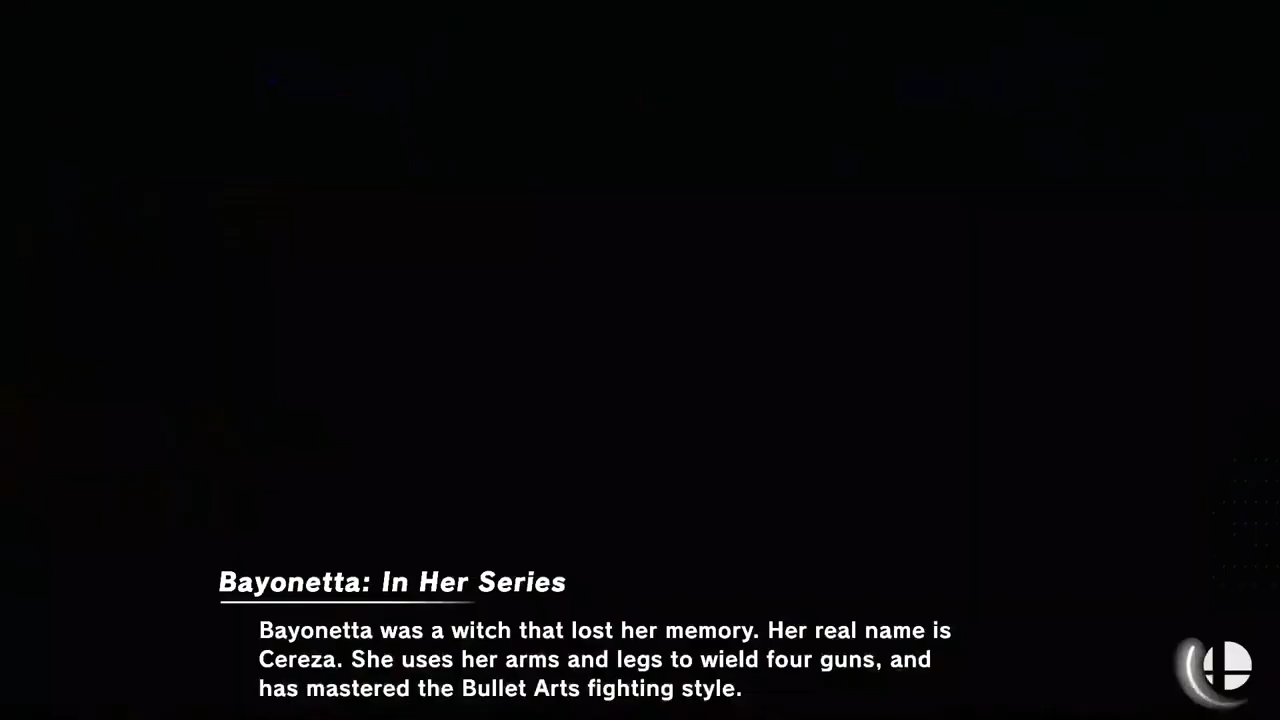 Bayonetta: In Her Series
Bayonetta was a witch that lost her memory. Her real name is
Cereza. She uses her arms and legs to wield four guns, and
has mastered the Bullet Arts fighting style.